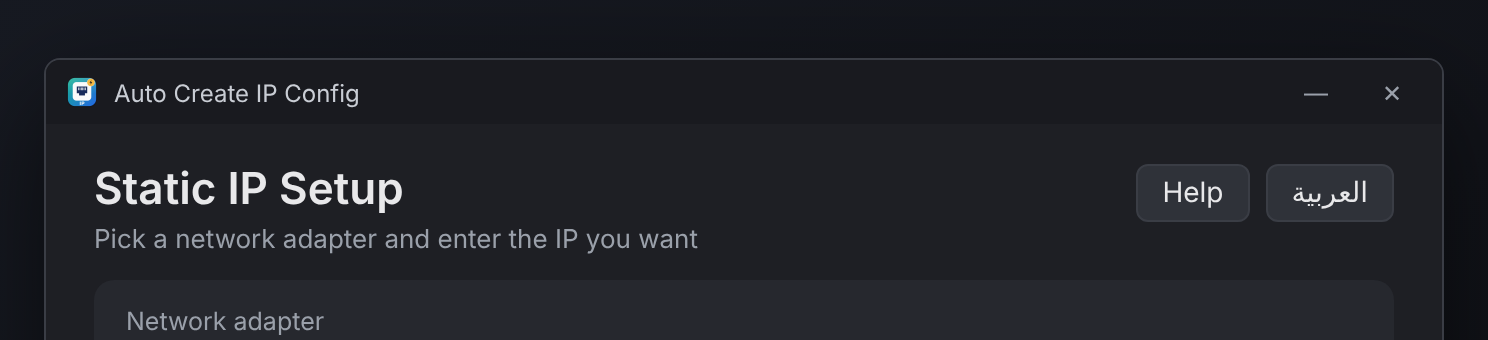 Auto Create IP Config
Static IP Setup
Help
العربية
Pick a network adapter and enter the IP you want
Network adapter